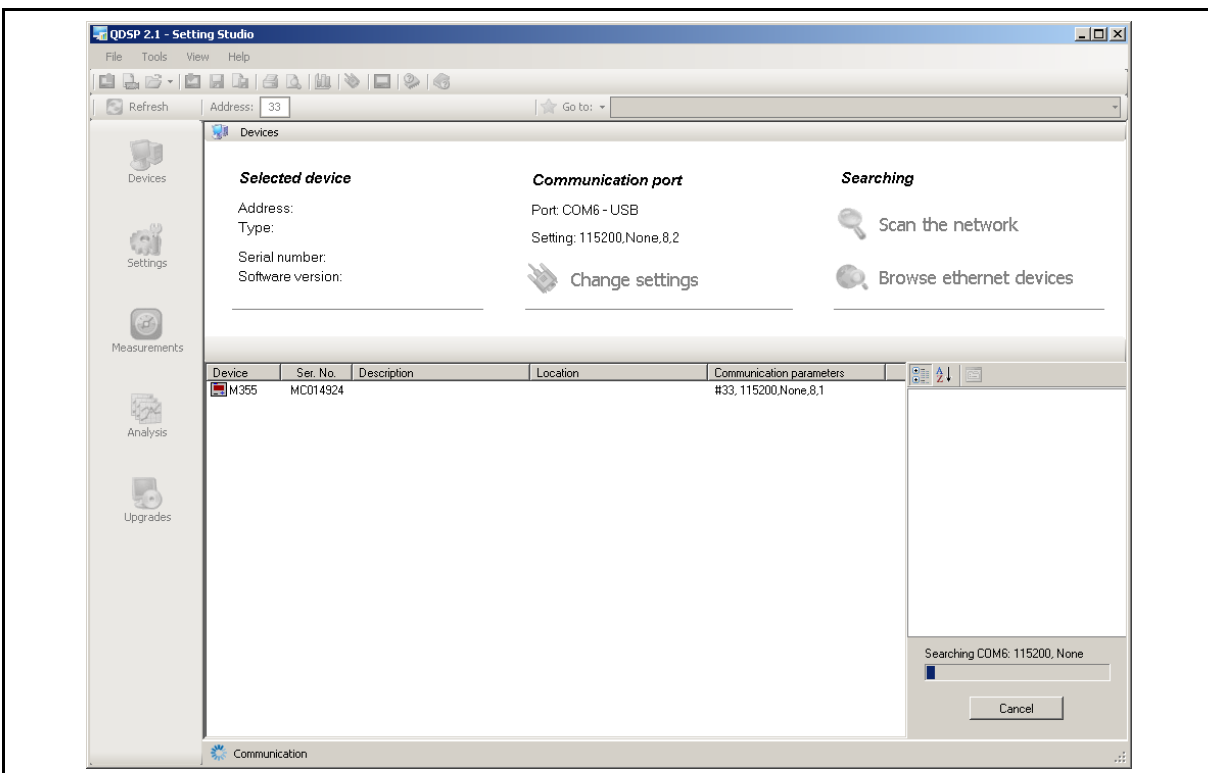 QDSP 2.1 - Setting Studio
File Tools View Help
Refresh Address: 33 Go to:
Devices
Devices
Settings
Measurements
Analysis
Upgrades
Selected device
Address:
Type:
Serial number:
Software version:
Communication port
Port: COM6 - USB
Setting: 115200,None,8,2
Change settings
Searching
Scan the network
Browse ethernet devices
Device Ser. No. Description Location Communication parameters
M355 MC014924 #33, 115200,None,8,1
Searching COM6: 115200, None
Cancel
Communication